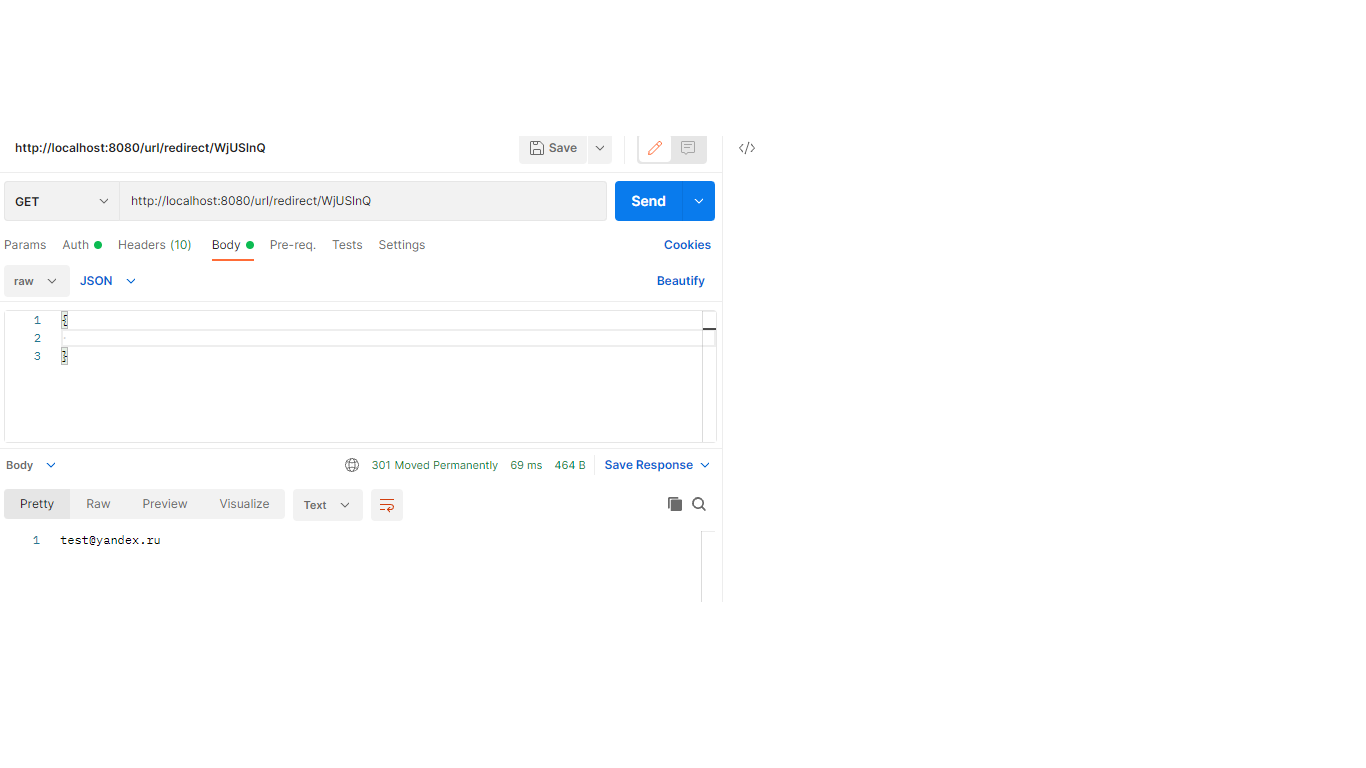 http://localhost:8080/url/redirect/WjUSInQ Save
GET http://localhost:8080/url/redirect/WjUSInQ Send
Params Auth Headers (10) Body Pre-req. Tests Settings Cookies
raw JSON Beautify
1 {
2
3 }
Body 301 Moved Permanently 69 ms 464 B Save Response
Pretty Raw Preview Visualize Text
1 test@yandex.ru